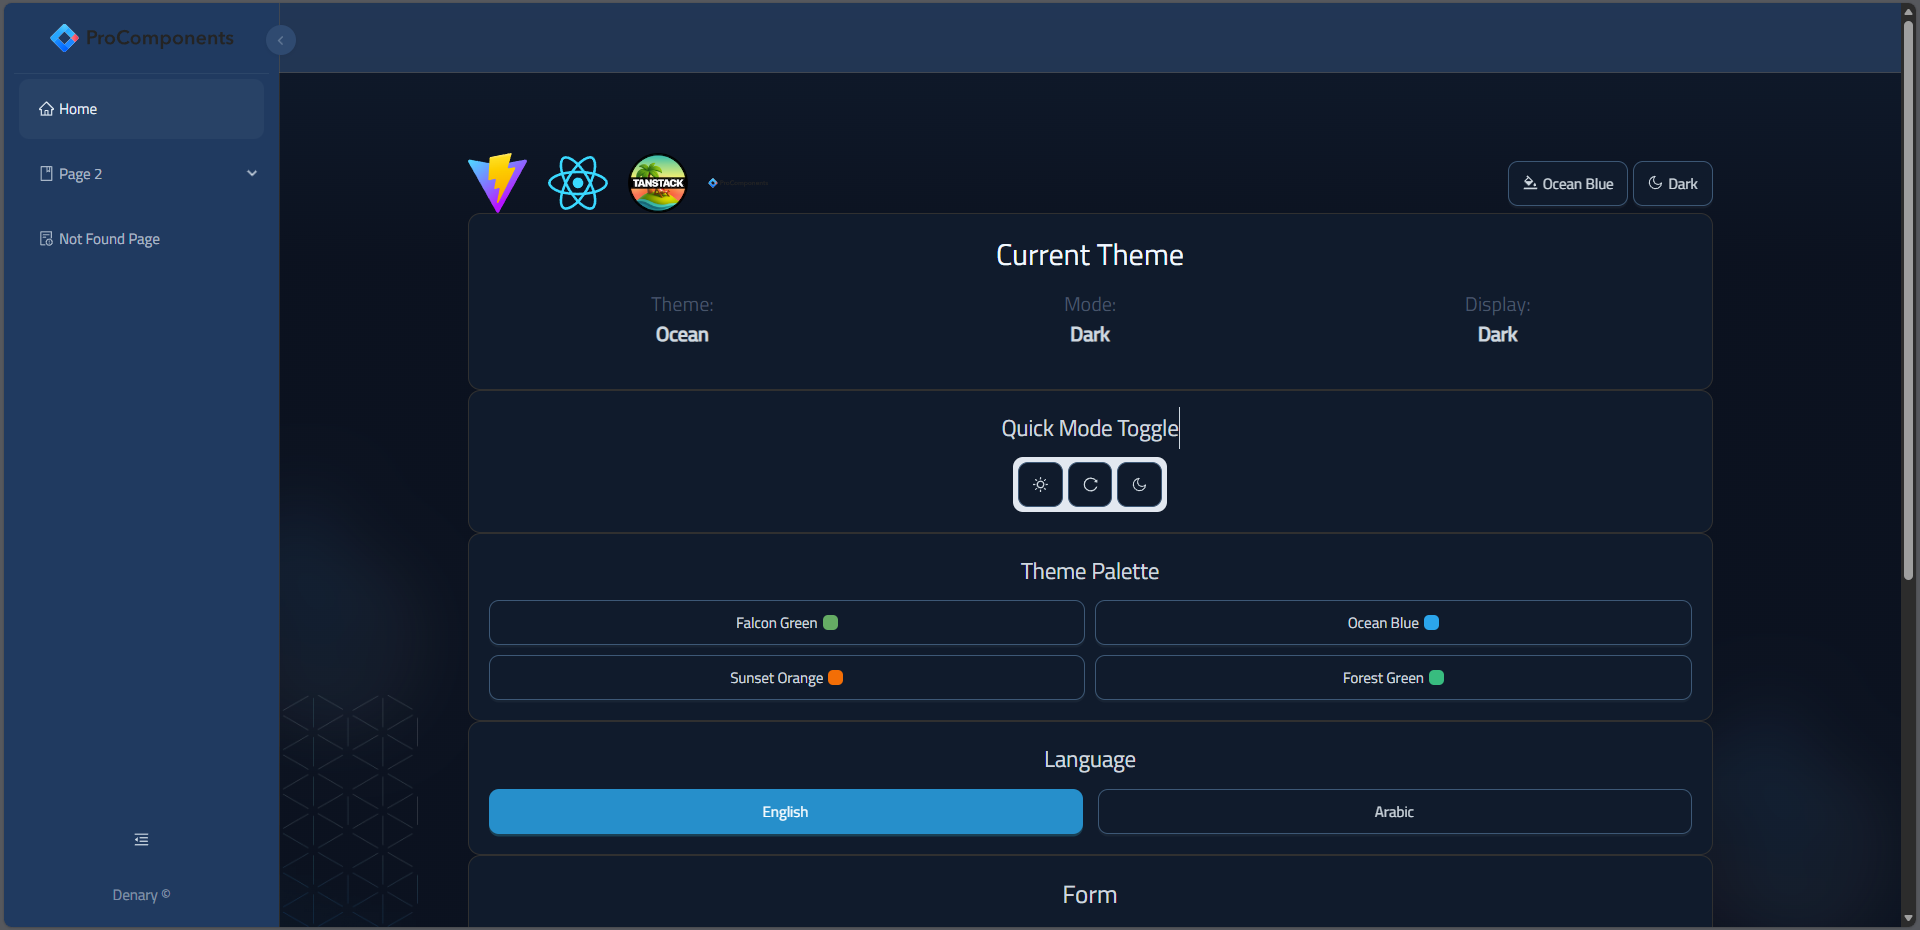 ProComponents
Home
Page 2
Not Found Page
Denary ©
TANSTACK
ProComponents
Ocean Blue
Dark
Current Theme
Theme:
Mode:
Display:
Ocean
Dark
Dark
Quick Mode Toggle
Theme Palette
Falcon Green
Ocean Blue
Sunset Orange
Forest Green
Language
English
Arabic
Form